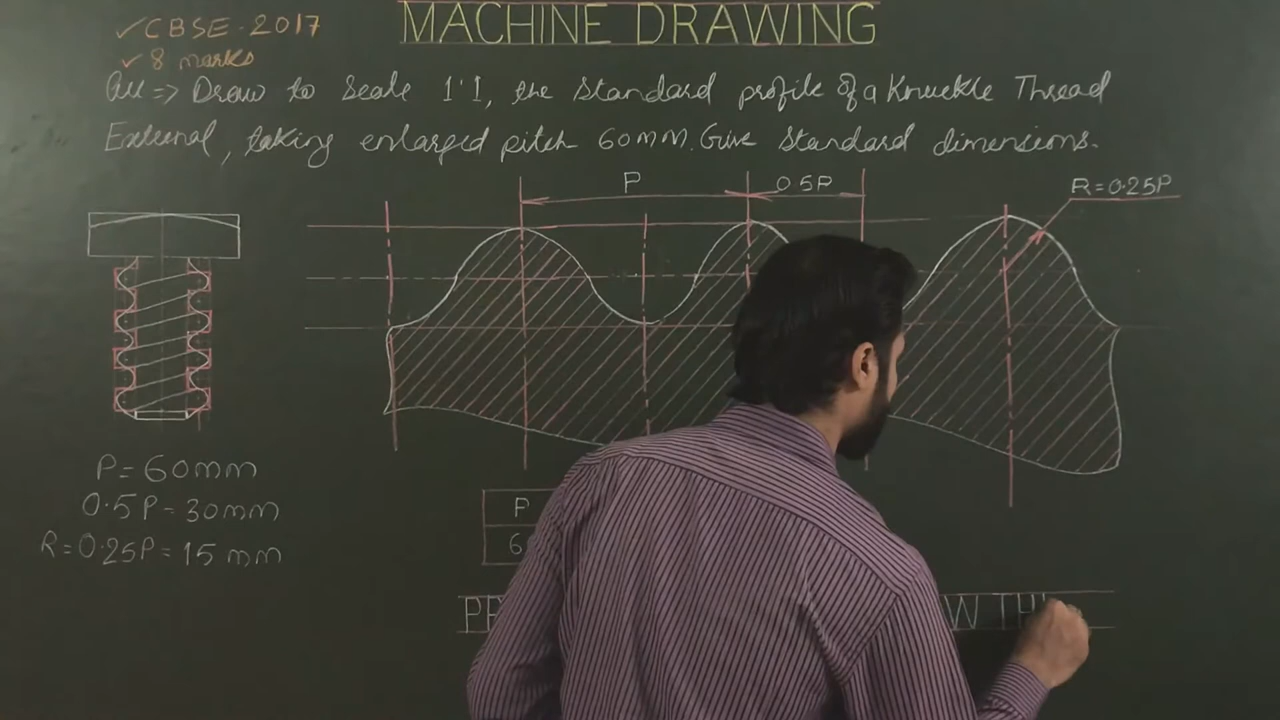 MACHINE DRAWING
✓ CBSE-2017
✓ 8 marks
Qu ⇒ Draw to Scale 1:1, the Standard profile of a Knuckle Thread
External, taking enlarged pitch 60mm. Give Standard dimensions.
P
0.5P
R=0.25P
P=60mm
0.5P=30mm
R=0.25P=15mm
P
6